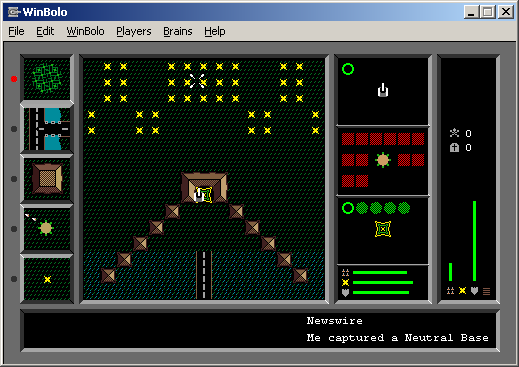 WinBolo
File Edit WinBolo Players Brains Help
0
0
Newswire
Me captured a Neutral Base